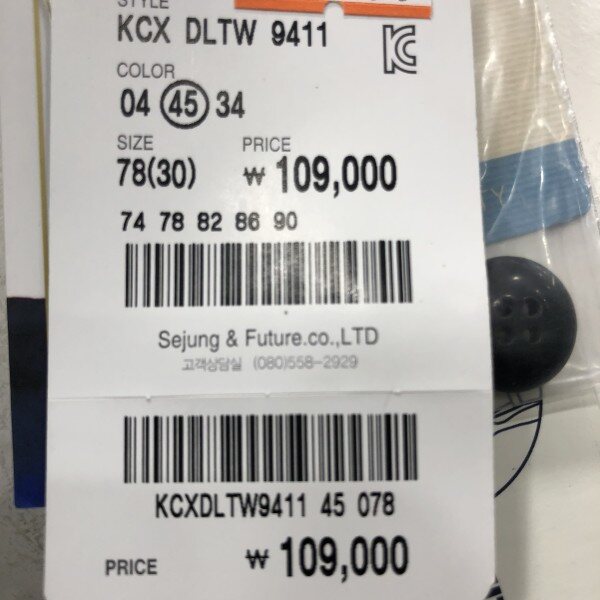 STYLE
KCX DLTW 9411
KC
COLOR
04 45 34
SIZE PRICE
78(30) ₩ 109,000
74 78 82 86 90
Sejung & Future.co.,LTD
고객상담실 (080)558-2929
KCXDLTW9411 45 078
PRICE ₩ 109,000